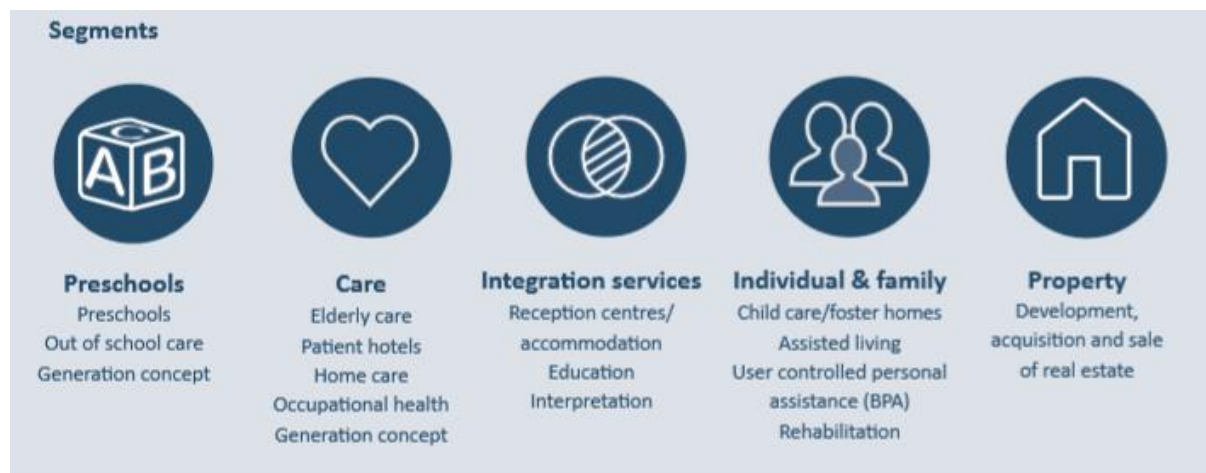 Segments
C
A B
Preschools
Preschools
Out of school care
Generation concept
Care
Elderly care
Patient hotels
Home care
Occupational health
Generation concept
Integration services
Reception centres/
accommodation
Education
Interpretation
Individual & family
Child care/foster homes
Assisted living
User controlled personal
assistance (BPA)
Rehabilitation
Property
Development,
acquisition and sale
of real estate